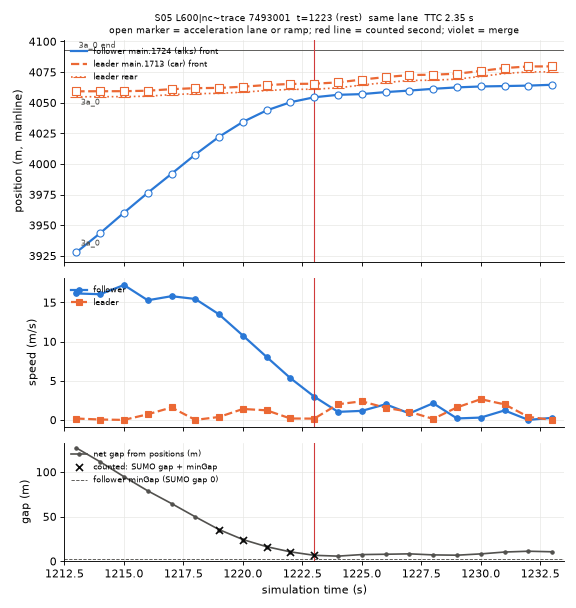 S05 L600|nc~trace 7493001  t=1223 (rest)  same lane  TTC 2.35 s
open marker = acceleration lane or ramp; red line = counted second; violet = merge
4100
4075
4050
4025
4000
3975
3950
3925
position (m, mainline)
3a_0 end
follower main.1724 (alks) front
leader main.1713 (car) front
leader rear
3a_0
3a_0
15
10
5
0
speed (m/s)
follower
leader
100
50
0
gap (m)
net gap from positions (m)
counted: SUMO gap + minGap
follower minGap (SUMO gap 0)
1212.5 1215.0 1217.5 1220.0 1222.5 1225.0 1227.5 1230.0 1232.5
simulation time (s)